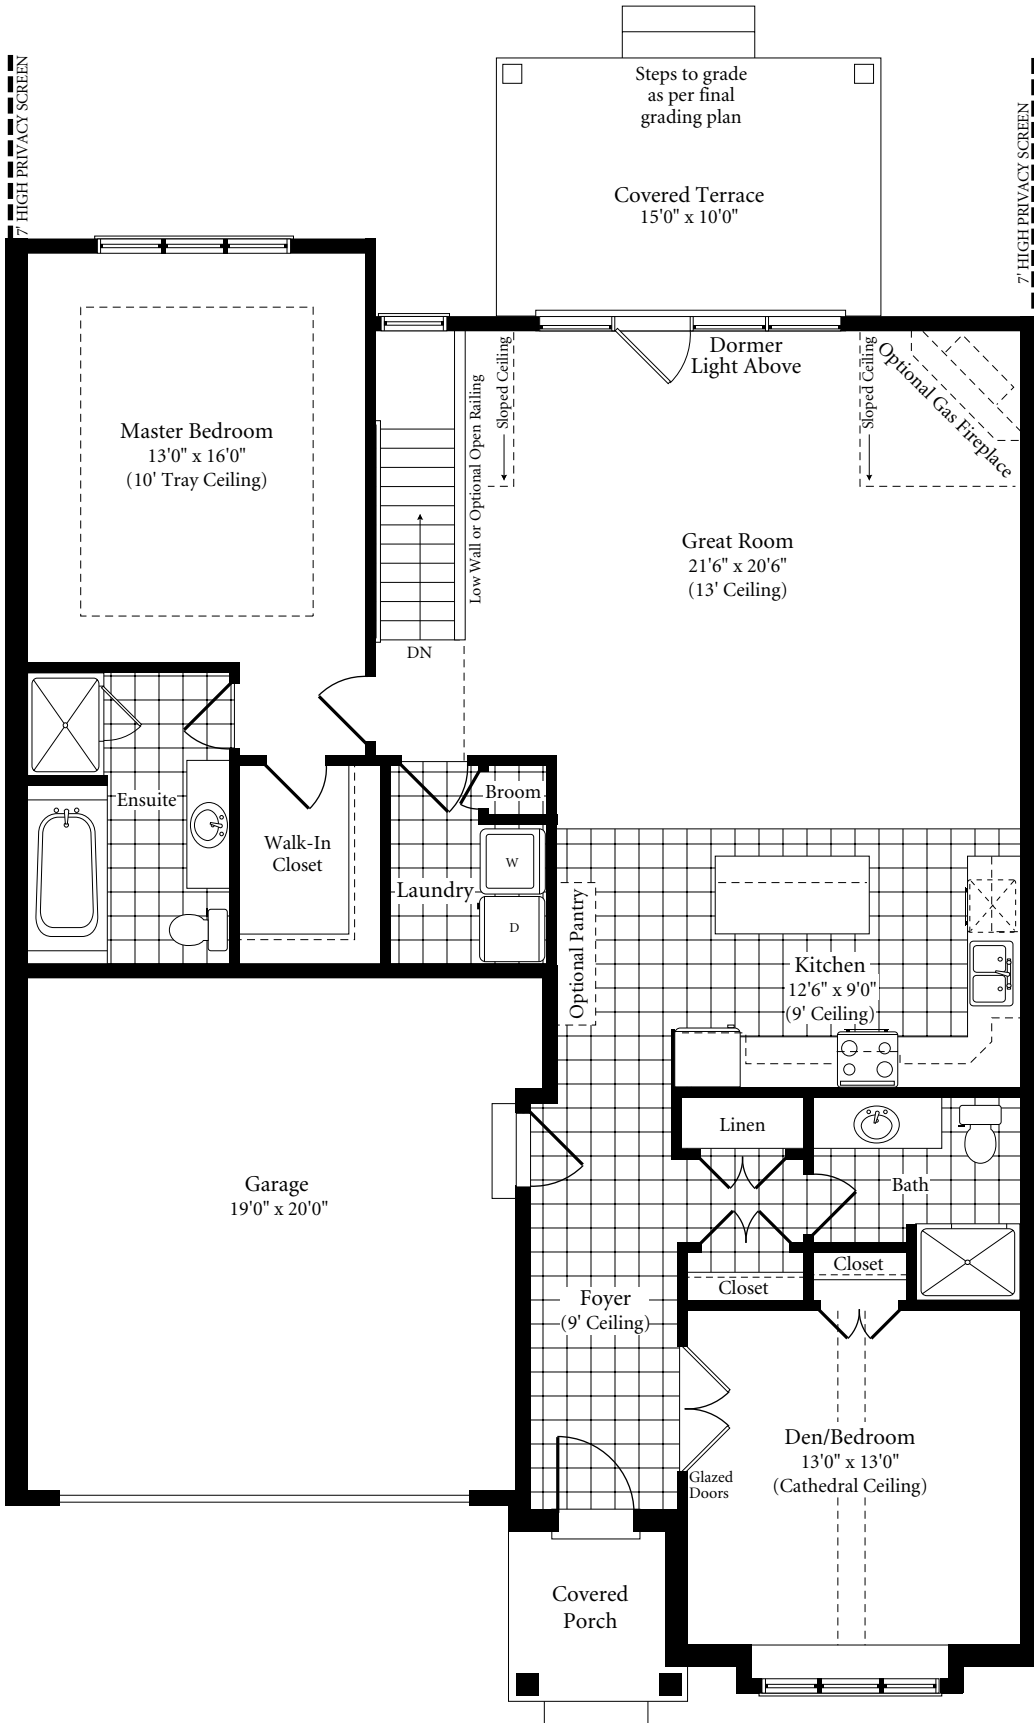 7' HIGH PRIVACY SCREEN
Steps to grade
as per final
grading plan
7' HIGH PRIVACY SCREEN
Covered Terrace
15'0" x 10'0"
Dormer
Light Above
Sloped Ceiling
Sloped Ceiling
Optional Gas Fireplace
Low Wall or Optional Open Railing
Master Bedroom
13'0" x 16'0"
(10' Tray Ceiling)
Great Room
21'6" x 20'6"
(13' Ceiling)
DN
Ensuite
Broom
Walk-In
Closet
W
Laundry
D
Optional Pantry
Kitchen
12'6" x 9'0"
(9' Ceiling)
Linen
Garage
19'0" x 20'0"
Bath
Closet
Closet
Foyer
(9' Ceiling)
Den/Bedroom
13'0" x 13'0"
(Cathedral Ceiling)
Glazed
Doors
Covered
Porch